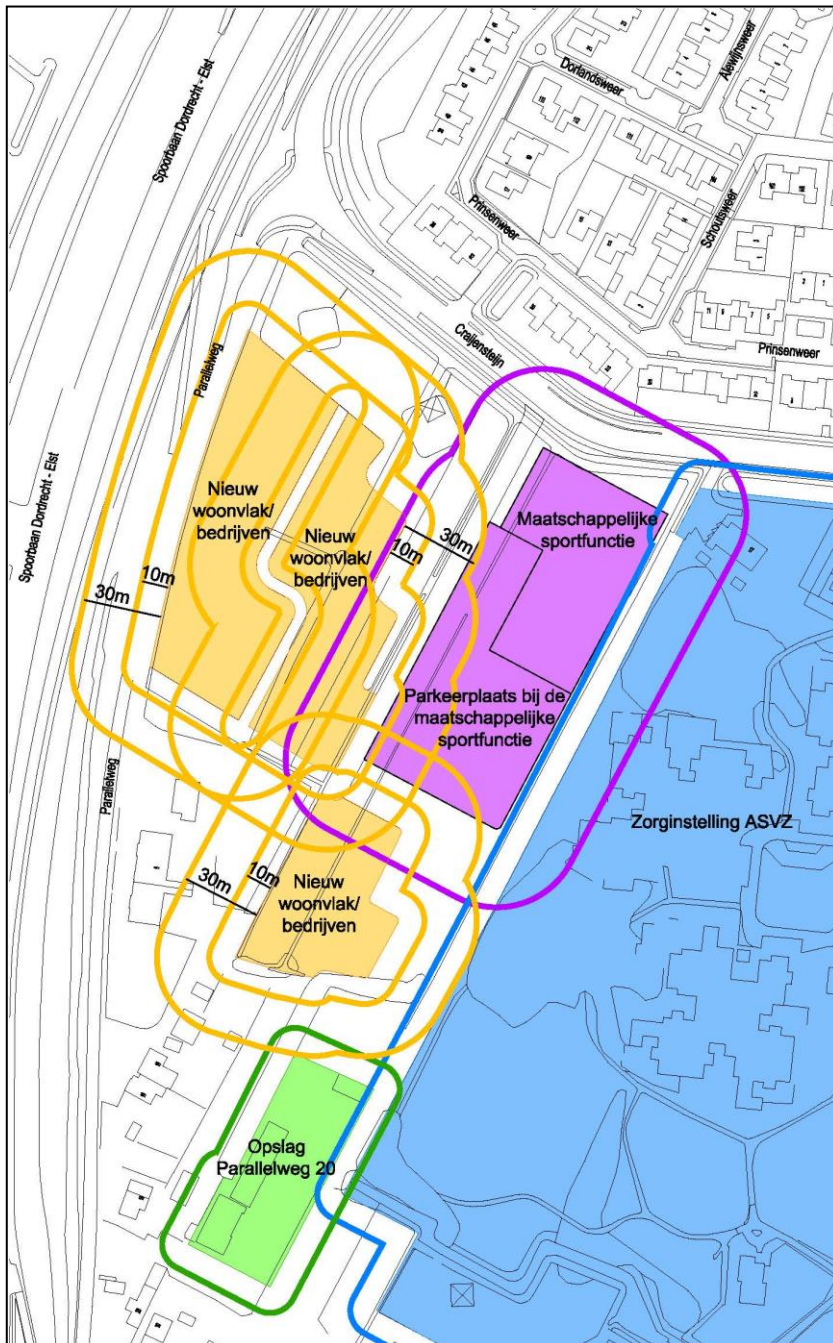 Spoorbaan Dordrecht - Elst
Dorlandsweer
Alewijnsweer
Prinsenweer
Schoutsweer
Craijensteijn
Prinsenweer
Parallelweg
Spoorbaan Dordrecht - Elst
Nieuw
woonvlak/
bedrijven
Nieuw
woonvlak/
bedrijven
10m
30m
10m
30m
Maatschappelijke
sportfunctie
Parkeerplaats bij de
maatschappelijke
sportfunctie
Parallelweg
Zorginstelling ASVZ
30m
10m
Nieuw
woonvlak/
bedrijven
Opslag
Parallelweg 20